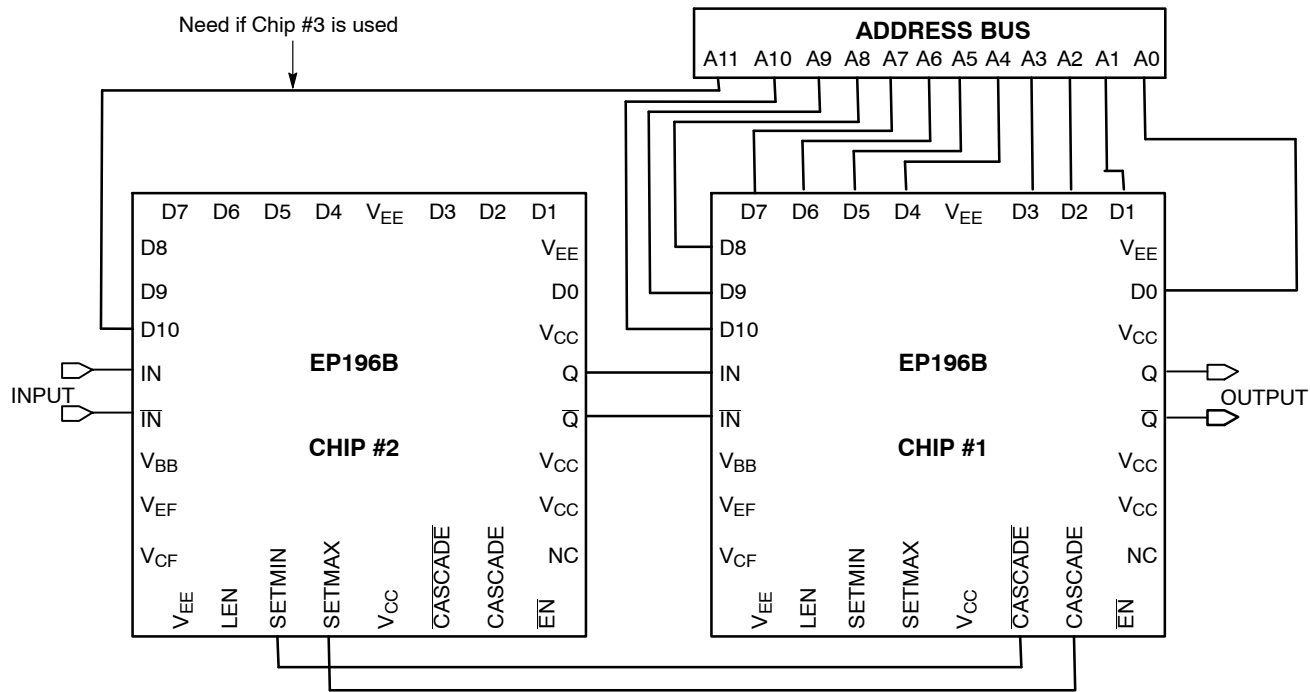 Need if Chip #3 is used
ADDRESS BUS
A11 A10 A9 A8 A7 A6 A5 A4 A3 A2 A1 A0
D7 D6 D5 D4 VEE D3 D2 D1
D8
VEE
D9
D0
D10
VCC
INPUT
IN
EP196B
Q
IN
CHIP #2
Q
VBB
VCC
VEF
VCC
VCF
NC
VEE
LEN
SETMIN
SETMAX
VCC
CASCADE
CASCADE
EN
D7 D6 D5 D4 VEE D3 D2 D1
D8
VEE
D9
D0
D10
VCC
IN
EP196B
Q
OUTPUT
IN
CHIP #1
Q
VBB
VCC
VEF
VCC
VCF
NC
VEE
LEN
SETMIN
SETMAX
VCC
CASCADE
CASCADE
EN